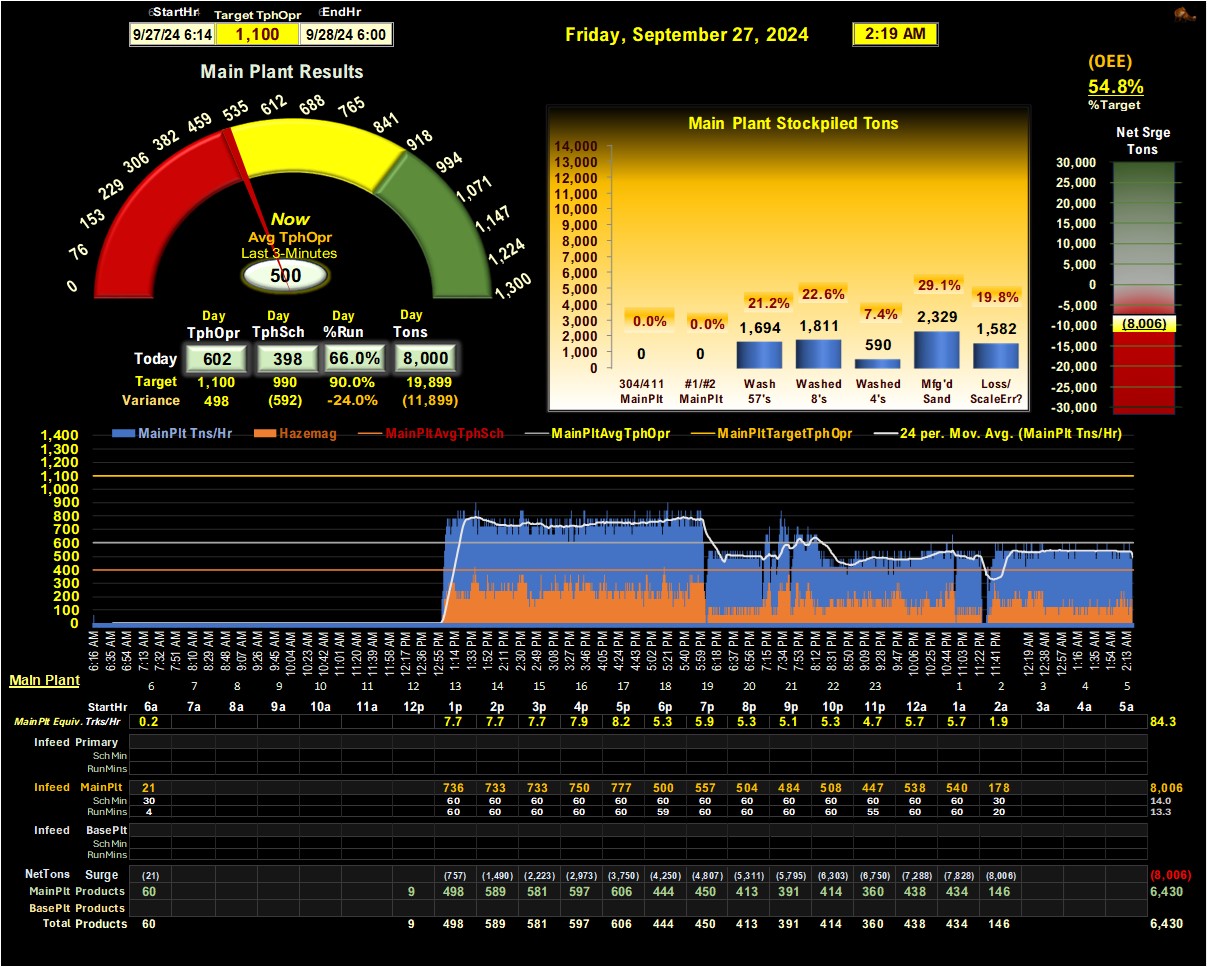 StartHr Target TphOpr EndHr
9/27/24 6:14 1,100 9/28/24 6:00
Friday, September 27, 2024 2:19 AM
(OEE)
54.8%
%Target
Main Plant Results
0 76 153 229 306 382 459 535 612 688 765 841 918 994 1,071 1,147 1,224 1,300
Now
Avg TphOpr
Last 3-Minutes
500
Day Day Day Day
TphOpr TphSch %Run Tons
Today 602 398 66.0% 8,000
Target 1,100 990 90.0% 19,899
Variance 498 (592) -24.0% (11,899)
Main Plant Stockpiled Tons
14,000
13,000
12,000
11,000
10,000
9,000
8,000
7,000
6,000
5,000
4,000
3,000
2,000
1,000
0
0.0% 0.0% 21.2% 22.6% 7.4% 29.1% 19.8%
0 0 1,694 1,811 590 2,329 1,582
304/411 #1/#2 Wash Washed Washed Mfg'd Loss/
MainPlt MainPlt 57's 8's 4's Sand ScaleErr?
Net Srge
Tons
30,000
25,000
20,000
15,000
10,000
5,000
0
-5,000
-10,000
-15,000
-20,000
-25,000
-30,000
(8,006)
MainPlt Tns/Hr Hazemag MainPltAvgTphSch MainPltAvgTphOpr MainPltTargetTphOpr 24 per. Mov. Avg. (MainPlt Tns/Hr)
1,400
1,300
1,200
1,100
1,000
900
800
700
600
500
400
300
200
100
0
6:16 AM 6:35 AM 6:54 AM 7:13 AM 7:32 AM 7:51 AM 8:10 AM 8:29 AM 8:48 AM 9:07 AM 9:26 AM 9:45 AM 10:04 AM 10:23 AM 10:42 AM 11:01 AM 11:20 AM 11:39 AM 11:58 AM 12:17 PM 12:36 PM 12:55 PM 1:14 PM 1:33 PM 1:52 PM 2:11 PM 2:30 PM 2:49 PM 3:08 PM 3:27 PM 3:46 PM 4:05 PM 4:24 PM 4:43 PM 5:02 PM 5:21 PM 5:40 PM 5:59 PM 6:18 PM 6:37 PM 6:56 PM 7:15 PM 7:34 PM 7:53 PM 8:12 PM 8:31 PM 8:50 PM 9:09 PM 9:28 PM 9:47 PM 10:06 PM 10:25 PM 10:44 PM 11:03 PM 11:22 PM 11:41 PM 12:19 AM 12:38 AM 12:57 AM 1:16 AM 1:35 AM 1:54 AM 2:13 AM
Main Plant 6 7 8 9 10 11 12 13 14 15 16 17 18 19 20 21 22 23 1 2 3 4 5
StartHr 6a 7a 8a 9a 10a 11a 12p 1p 2p 3p 4p 5p 6p 7p 8p 9p 10p 11p 12a 1a 2a 3a 4a 5a
MainPlt Equiv. Trks/Hr 0.2 7.7 7.7 7.7 7.9 8.2 5.3 5.9 5.3 5.1 5.3 4.7 5.7 5.7 1.9 84.3
Infeed Primary
Sch Min
RunMins
Infeed MainPlt 21 736 733 733 750 777 500 557 504 484 508 447 538 540 178 8,006
Sch Min 30 60 60 60 60 60 60 60 60 60 60 60 60 60 30 14.0
RunMins 4 60 60 60 60 60 59 60 60 60 60 55 60 60 20 13.3
Infeed BasePlt
Sch Min
RunMins
NetTons Surge (21) (757) (1,490) (2,223) (2,973) (3,750) (4,250) (4,807) (5,311) (5,795) (6,303) (6,750) (7,288) (7,828) (8,006) (8,006)
MainPlt Products 60 9 498 589 581 597 606 444 450 413 391 414 360 438 434 146 6,430
BasePlt Products
Total Products 60 9 498 589 581 597 606 444 450 413 391 414 360 438 434 146 6,430